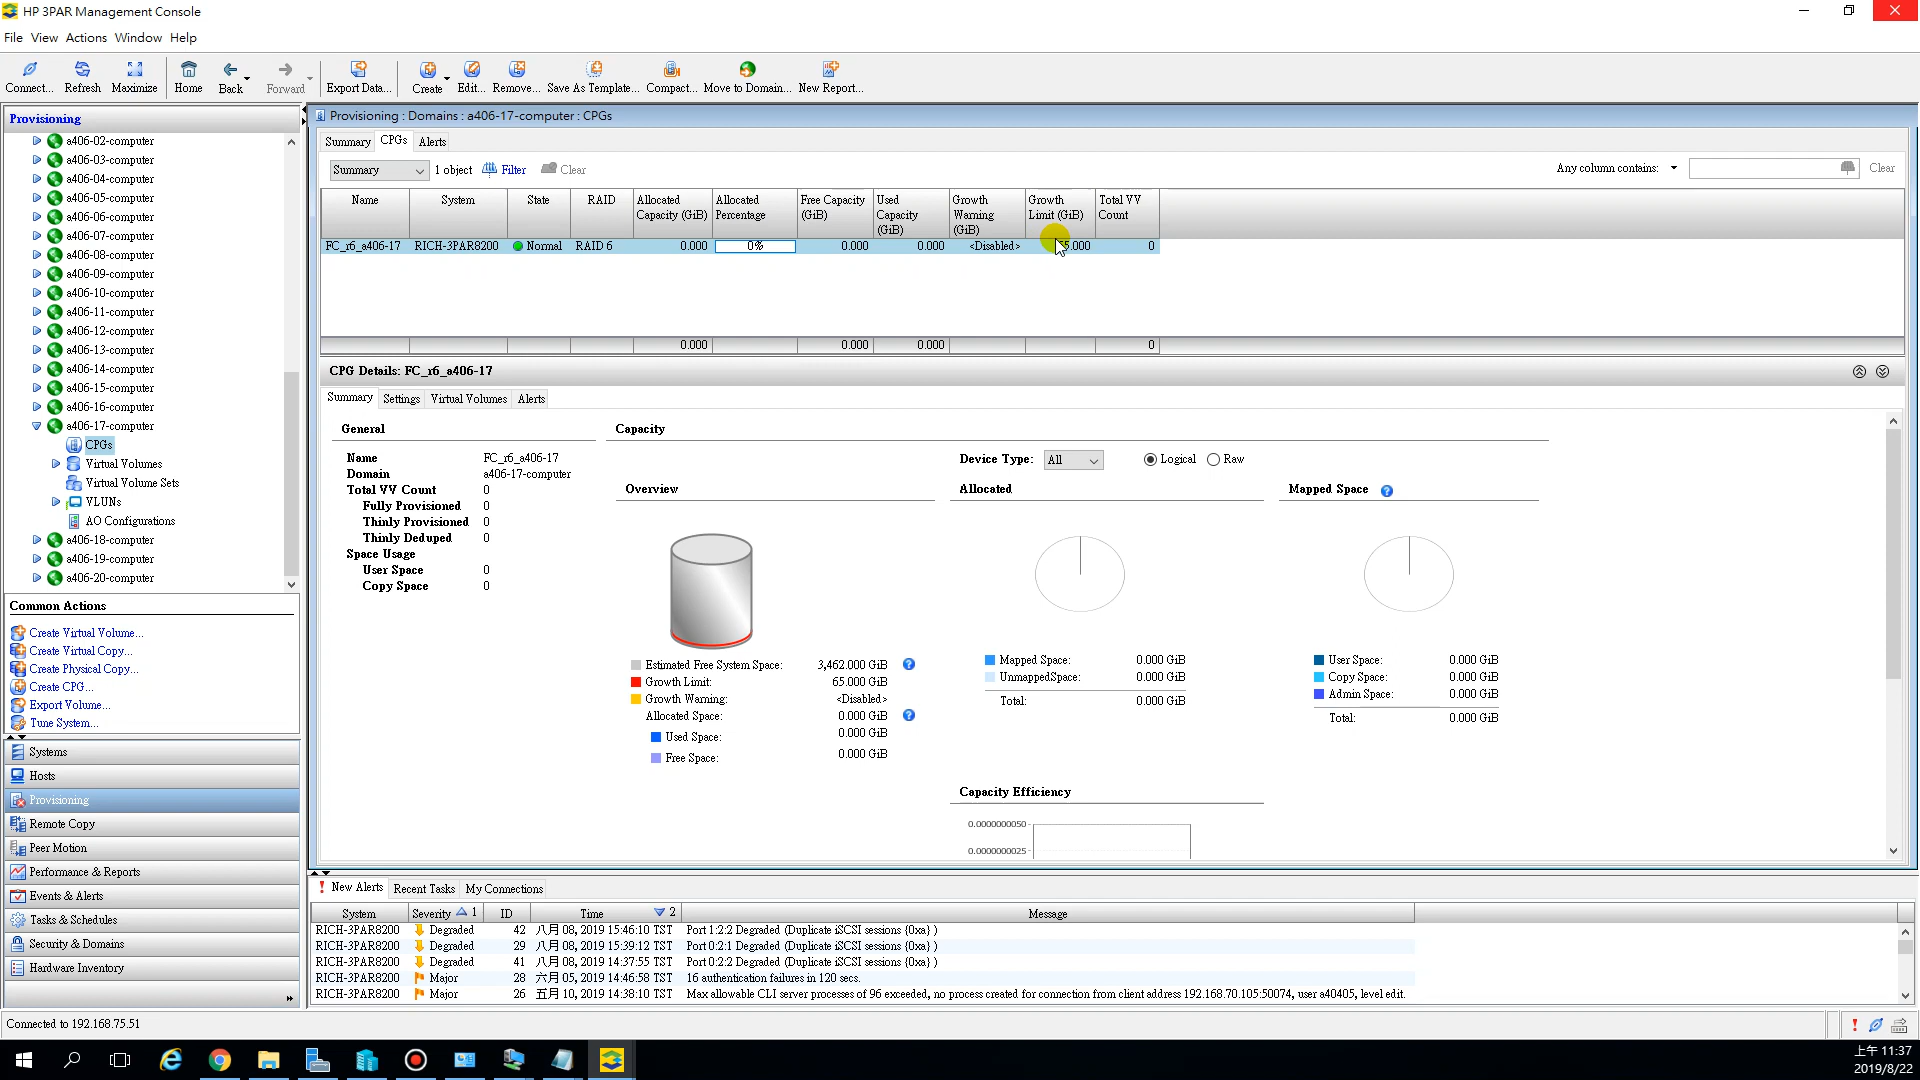 HP 3PAR Management Console
File View Actions Window Help
Connect... Refresh Maximize Home Back Forward Export Data... Create Edit... Remove... Save As Template... Compact... Move to Domain... New Report...
Provisioning
a406-02-computer
a406-03-computer
a406-04-computer
a406-05-computer
a406-06-computer
a406-07-computer
a406-08-computer
a406-09-computer
a406-10-computer
a406-11-computer
a406-12-computer
a406-13-computer
a406-14-computer
a406-15-computer
a406-16-computer
a406-17-computer
CPGs
Virtual Volumes
Virtual Volume Sets
VLUNs
AO Configurations
a406-18-computer
a406-19-computer
a406-20-computer
Common Actions
Create Virtual Volume...
Create Virtual Copy...
Create Physical Copy...
Create CPG...
Export Volume...
Tune System...
Systems
Hosts
Provisioning
Remote Copy
Peer Motion
Performance & Reports
Events & Alerts
Tasks & Schedules
Security & Domains
Hardware Inventory
Provisioning : Domains : a406-17-computer : CPGs
Summary CPGs Alerts
Summary 1 object Filter Clear Any column contains: Clear
Name System State RAID Allocated Capacity (GiB) Allocated Percentage Free Capacity (GiB) Used Capacity (GiB) Growth Warning (GiB) Growth Limit (GiB) Total VV Count
FC_r6_a406-17 RICH-3PAR8200 Normal RAID 6 0.000 0% 0.000 0.000 <Disabled> 5.000 0
0.000 0.000 0.000 0
CPG Details: FC_r6_a406-17
Summary Settings Virtual Volumes Alerts
General
Name FC_r6_a406-17
Domain a406-17-computer
Total VV Count 0
Fully Provisioned 0
Thinly Provisioned 0
Thinly Deduped 0
Space Usage
User Space 0
Copy Space 0
Capacity
Device Type: All Logical Raw
Overview
Estimated Free System Space: 3,462.000 GiB
Growth Limit: 65.000 GiB
Growth Warning: <Disabled>
Allocated Space: 0.000 GiB
Used Space: 0.000 GiB
Free Space: 0.000 GiB
Allocated
Mapped Space: 0.000 GiB
UnmappedSpace: 0.000 GiB
Total: 0.000 GiB
Mapped Space
User Space: 0.000 GiB
Copy Space: 0.000 GiB
Admin Space: 0.000 GiB
Total: 0.000 GiB
Capacity Efficiency
0.0000000050
0.0000000025
New Alerts Recent Tasks My Connections
System Severity 1 ID Time 2 Message
RICH-3PAR8200 Degraded 42 八月 08, 2019 15:46:10 TST Port 1:2:2 Degraded (Duplicate iSCSI sessions {0xa} )
RICH-3PAR8200 Degraded 29 八月 08, 2019 15:39:12 TST Port 0:2:1 Degraded (Duplicate iSCSI sessions {0xa} )
RICH-3PAR8200 Degraded 41 八月 08, 2019 14:37:55 TST Port 0:2:2 Degraded (Duplicate iSCSI sessions {0xa} )
RICH-3PAR8200 Major 28 六月 05, 2019 14:46:58 TST 16 authentication failures in 120 secs.
RICH-3PAR8200 Major 26 五月 10, 2019 14:38:10 TST Max allowable CLI server processes of 96 exceeded, no process created for connection from client address 192.168.70.105:50074, user a40405, level edit.
Connected to 192.168.75.51
上午 11:37
2019/8/22